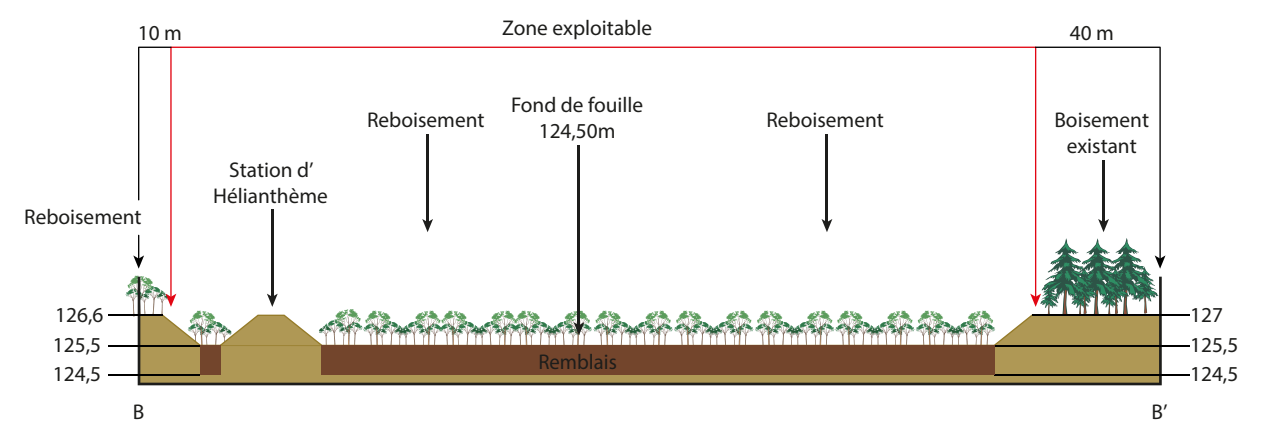 10 m
Zone exploitable
40 m
Fond de fouille
124,50m
Reboisement
Reboisement
Boisement
existant
Station d’
Hélianthème
Reboisement
126,6
125,5
124,5
127
125,5
124,5
Remblais
B
B’